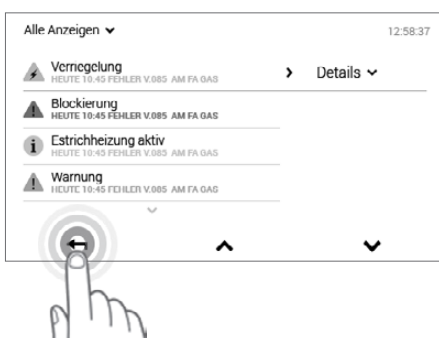 Alle Anzeigen
12:58:37
Verriegelung
HEUTE 10:45 FEHLER V.085 AM FA GAS
Details
Blockierung
HEUTE 10:45 FEHLER V.085 AM FA GAS
Estrichheizung aktiv
HEUTE 10:45 FEHLER V.085 AM FA GAS
Warnung
HEUTE 10:45 FEHLER V.085 AM FA GAS